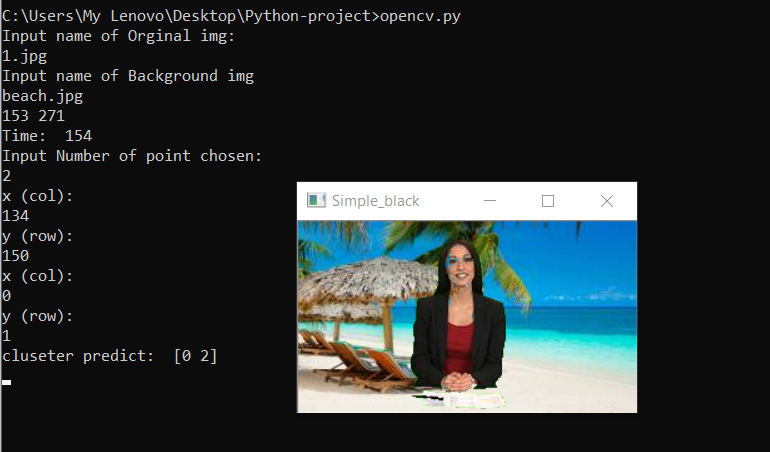 C:\Users\My Lenovo\Desktop\Python-project>opencv.py
Input name of Orginal img:
1.jpg
Input name of Background img
beach.jpg
153 271
Time:  154
Input Number of point chosen:
2
x (col):
134
y (row):
150
x (col):
0
y (row):
1
cluseter predict:  [0 2]
Simple_black